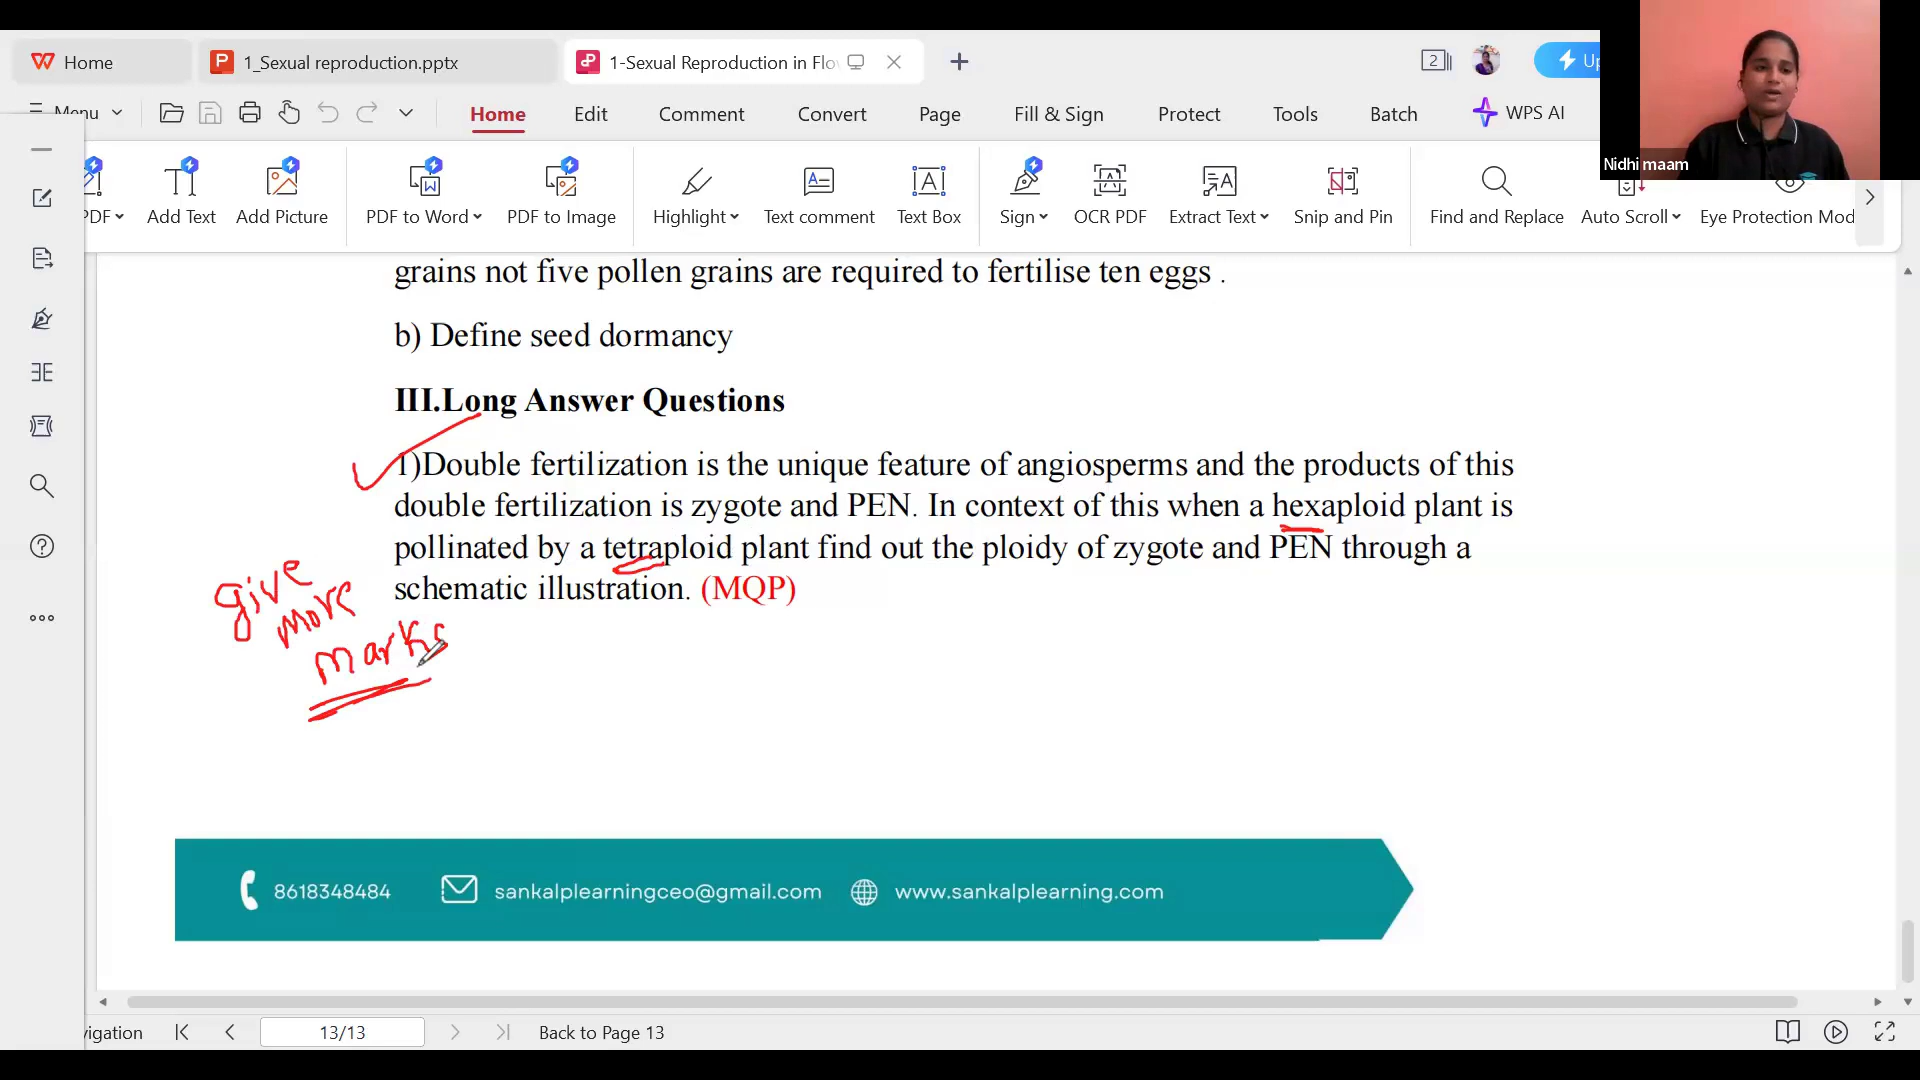 Home
1_Sexual reproduction.pptx
1-Sexual Reproduction in Flo
2
Up
Menu
Home
Edit
Comment
Convert
Page
Fill & Sign
Protect
Tools
Batch
WPS AI
Nidhi maam
PDF
Add Text
Add Picture
PDF to Word
PDF to Image
Highlight
Text comment
Text Box
Sign
OCR PDF
Extract Text
Snip and Pin
Find and Replace
Auto Scroll
Eye Protection Mod
grains not five pollen grains are required to fertilise ten eggs .
b) Define seed dormancy
III.Long Answer Questions
1)Double fertilization is the unique feature of angiosperms and the products of this
double fertilization is zygote and PEN. In context of this when a hexaploid plant is
pollinated by a tetraploid plant find out the ploidy of zygote and PEN through a
schematic illustration. (MQP)
give
more
marks
8618348484
sankalplearningceo@gmail.com
www.sankalplearning.com
vigation
13/13
Back to Page 13